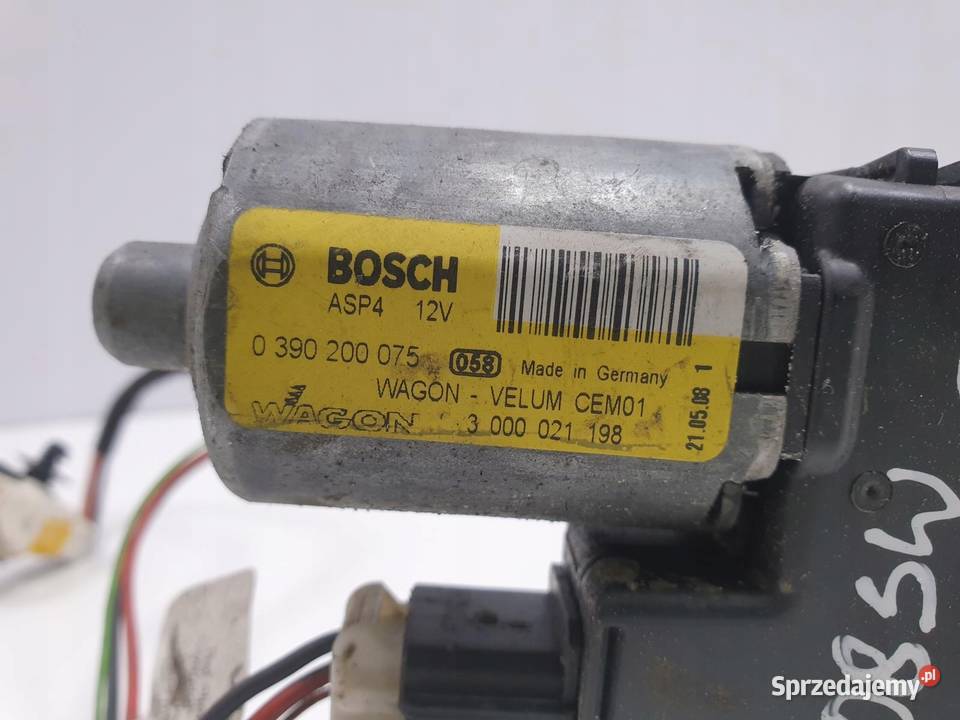 BOSCH
ASP4 12V
0 390 200 075 058 Made in Germany
WAGON - VELUM CEM01
WAGON 3 000 021 198
21.05.08 1
Sprzedajemy.pl